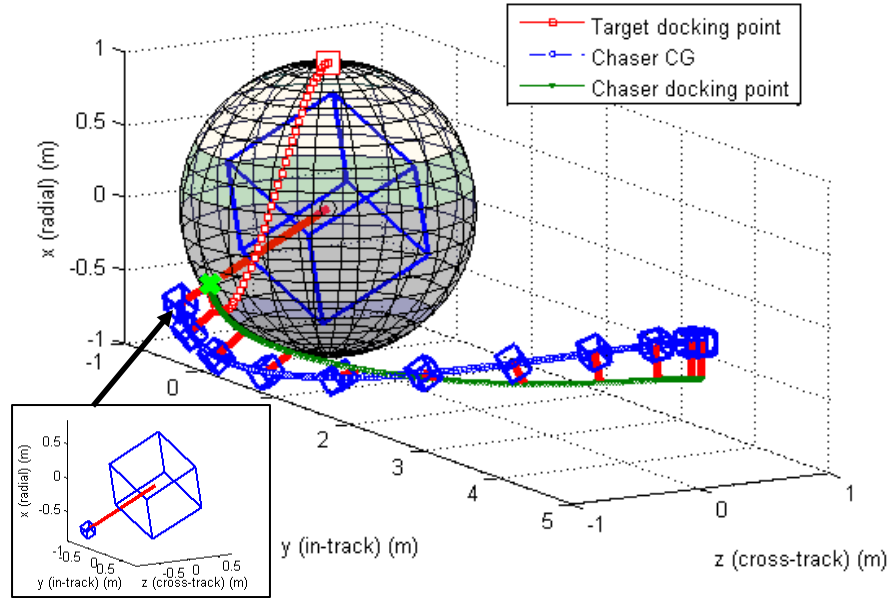 Target docking point
Chaser CG
Chaser docking point
x (radial) (m)
1
0.5
0
-0.5
-1
-1
0
2
3
4
5
-1
0
1
y (in-track) (m)
z (cross-track) (m)
x (radial) (m)
0.5
0
-0.5
-1
-0.5
0
0.5
-0.5
0
0.5
y (in-track) (m)
z (cross-track) (m)